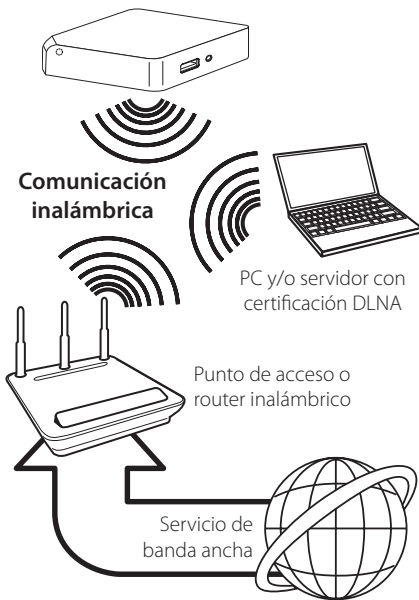 Comunicación
inalámbrica
PC y/o servidor con
certificación DLNA
Punto de acceso o
router inalámbrico
Servicio de
banda ancha